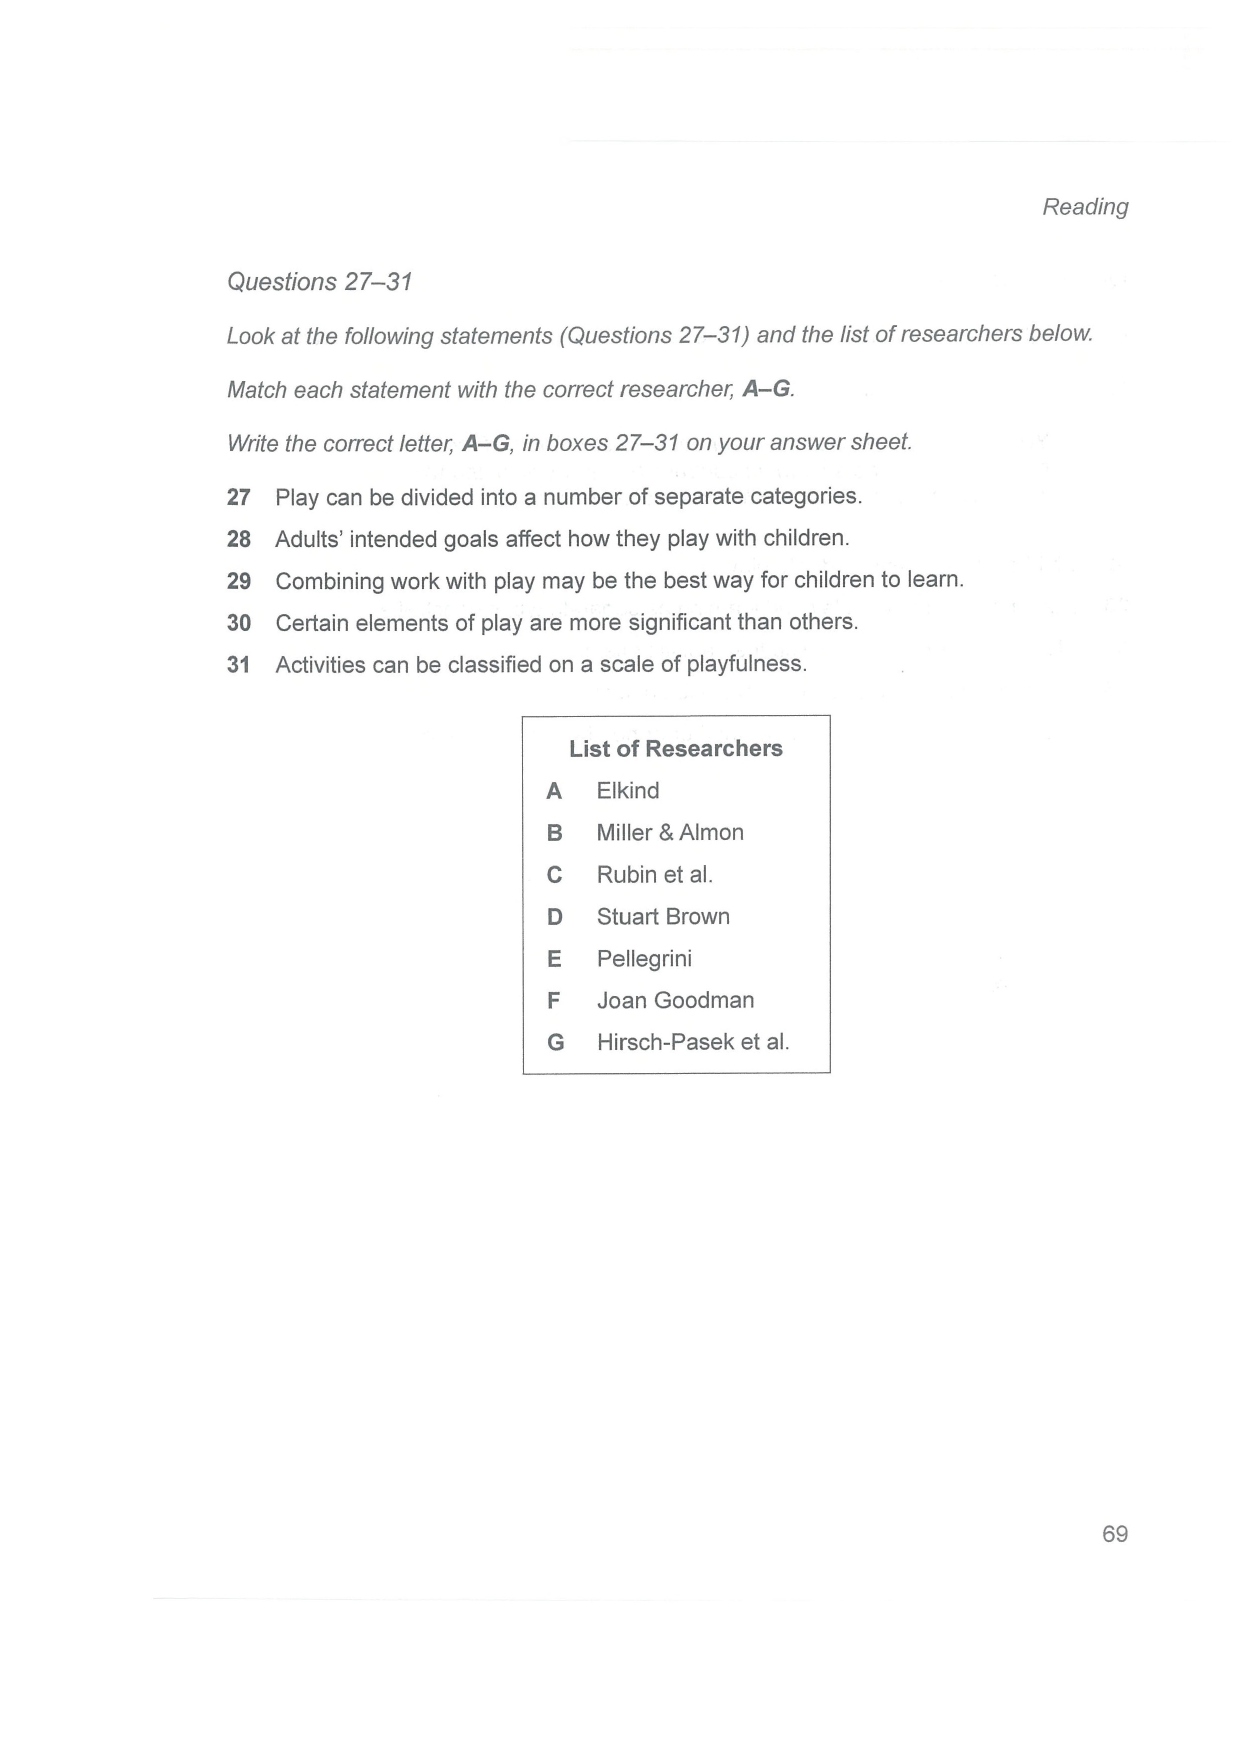 Reading
Questions 27–31
Look at the following statements (Questions 27–31) and the list of researchers below.
Match each statement with the correct researcher, A–G.
Write the correct letter, A–G, in boxes 27–31 on your answer sheet.
27 Play can be divided into a number of separate categories.
28 Adults’ intended goals affect how they play with children.
29 Combining work with play may be the best way for children to learn.
30 Certain elements of play are more significant than others.
31 Activities can be classified on a scale of playfulness.
List of Researchers
A Elkind
B Miller & Almon
C Rubin et al.
D Stuart Brown
E Pellegrini
F Joan Goodman
G Hirsch-Pasek et al.
69